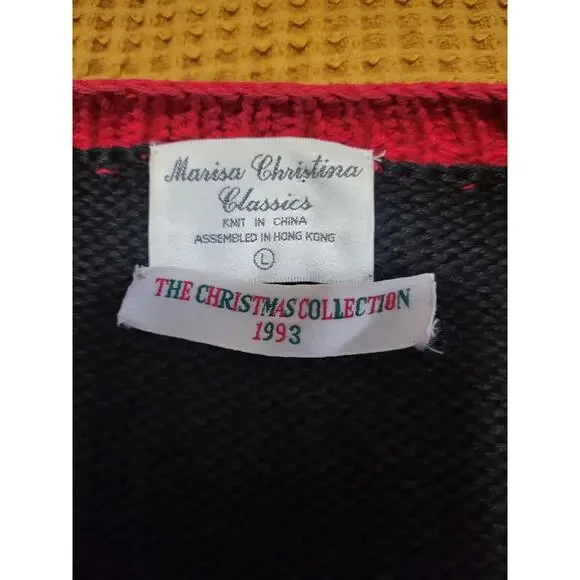 Marisa Christina
Classics
KNIT IN CHINA
ASSEMBLED IN HONG KONG
L
THE CHRISTMAS COLLECTION
1993